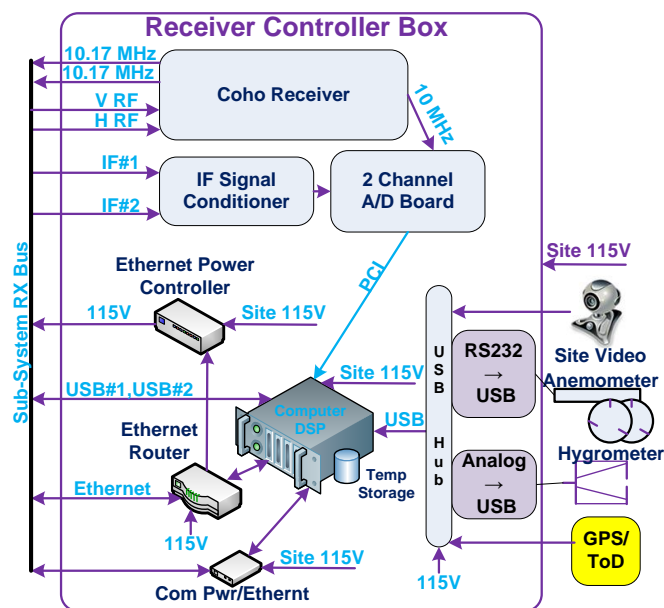 Receiver Controller Box
10.17 MHz
10.17 MHz
V RF
H RF
Coho Receiver
10 MHz
IF#1
IF#2
IF Signal
Conditioner
2 Channel
A/D Board
Sub-System RX Bus
Ethernet Power
Controller
115V
Site 115V
PCI
Site 115V
USB Hub
Site Video
RS232
→
USB
Anemometer
Site 115V
USB#1,USB#2
Computer
DSP
USB
Ethernet
Router
Temp
Storage
Hygrometer
Analog
→
USB
Ethernet
115V
Site 115V
Com Pwr/Ethernt
115V
GPS/
ToD